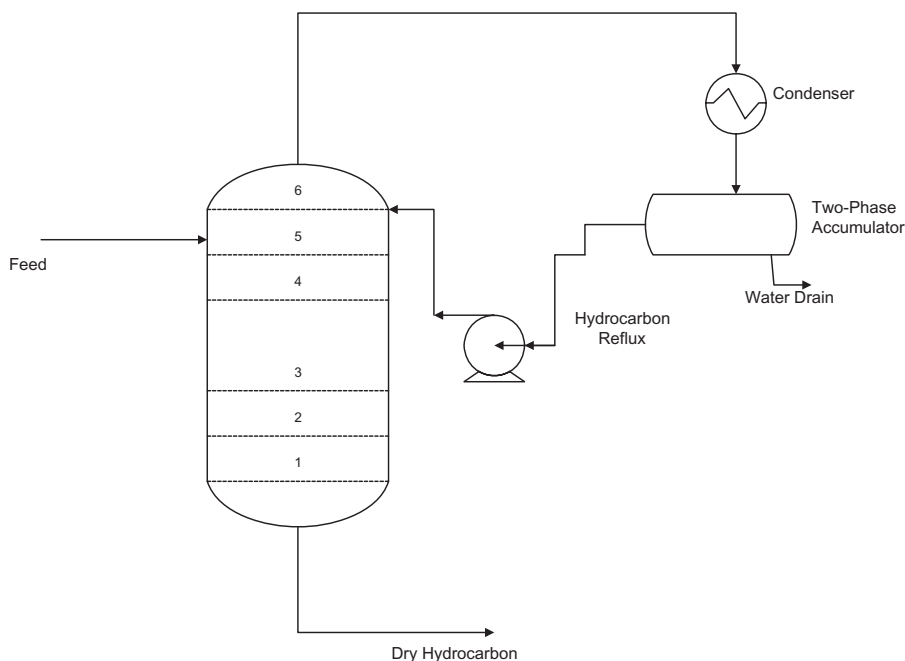 Condenser
6
Two-Phase
Accumulator
5
Feed
4
Water Drain
Hydrocarbon
Reflux
3
2
1
Dry Hydrocarbon